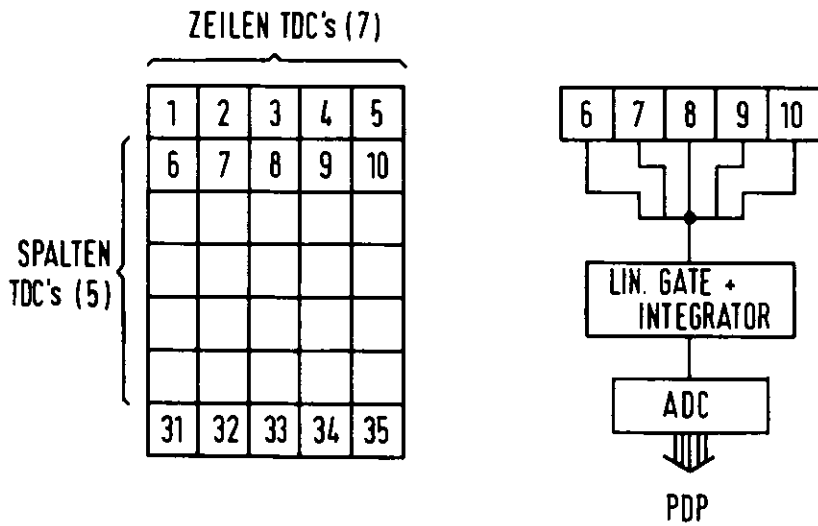 ZEILEN TDC's (7)
1 2 3 4 5
6 7 8 9 10
SPALTEN
TDC's (5)
31 32 33 34 35
6 7 8 9 10
LIN. GATE +
INTEGRATOR
ADC
PDP